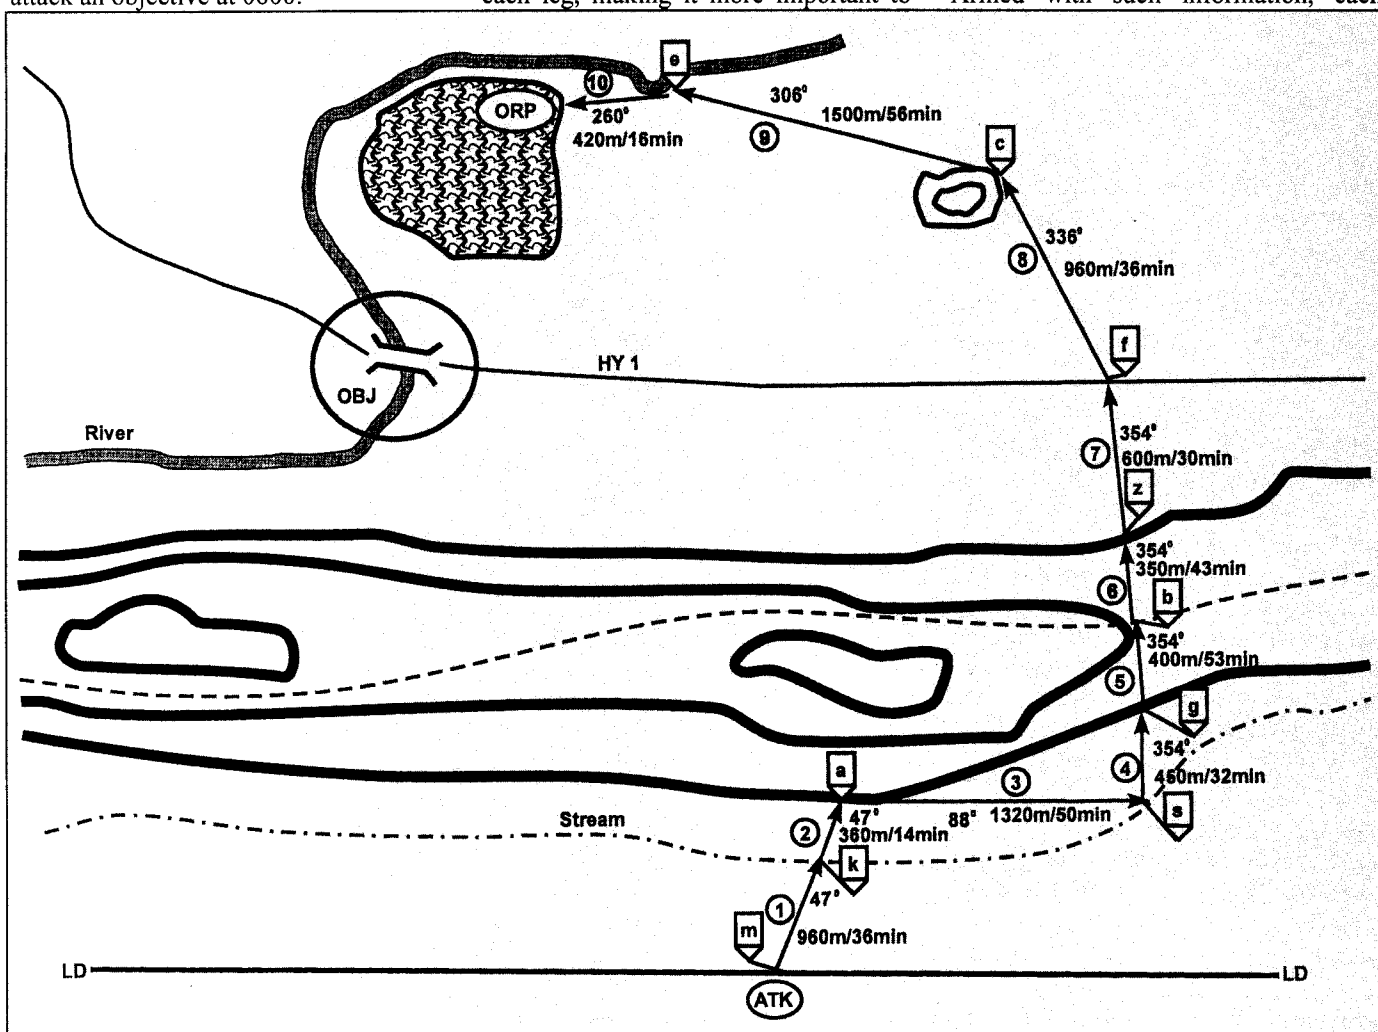 attack an objective at 0600.
each leg, making it more important to
Armed with such information, each
e
10
ORP
260°
420m/16min
306°
1500m/56min
9
c
336°
8
960m/36min
f
HY 1
OBJ
River
354°
7
600m/30min
z
354°
350m/43min
6
b
354°
400m/53min
5
g
354°
4
450m/32min
a
3
Stream
2
47°
360m/14min
88°
1320m/50min
s
k
47°
1
m
960m/36min
LD
LD
ATK